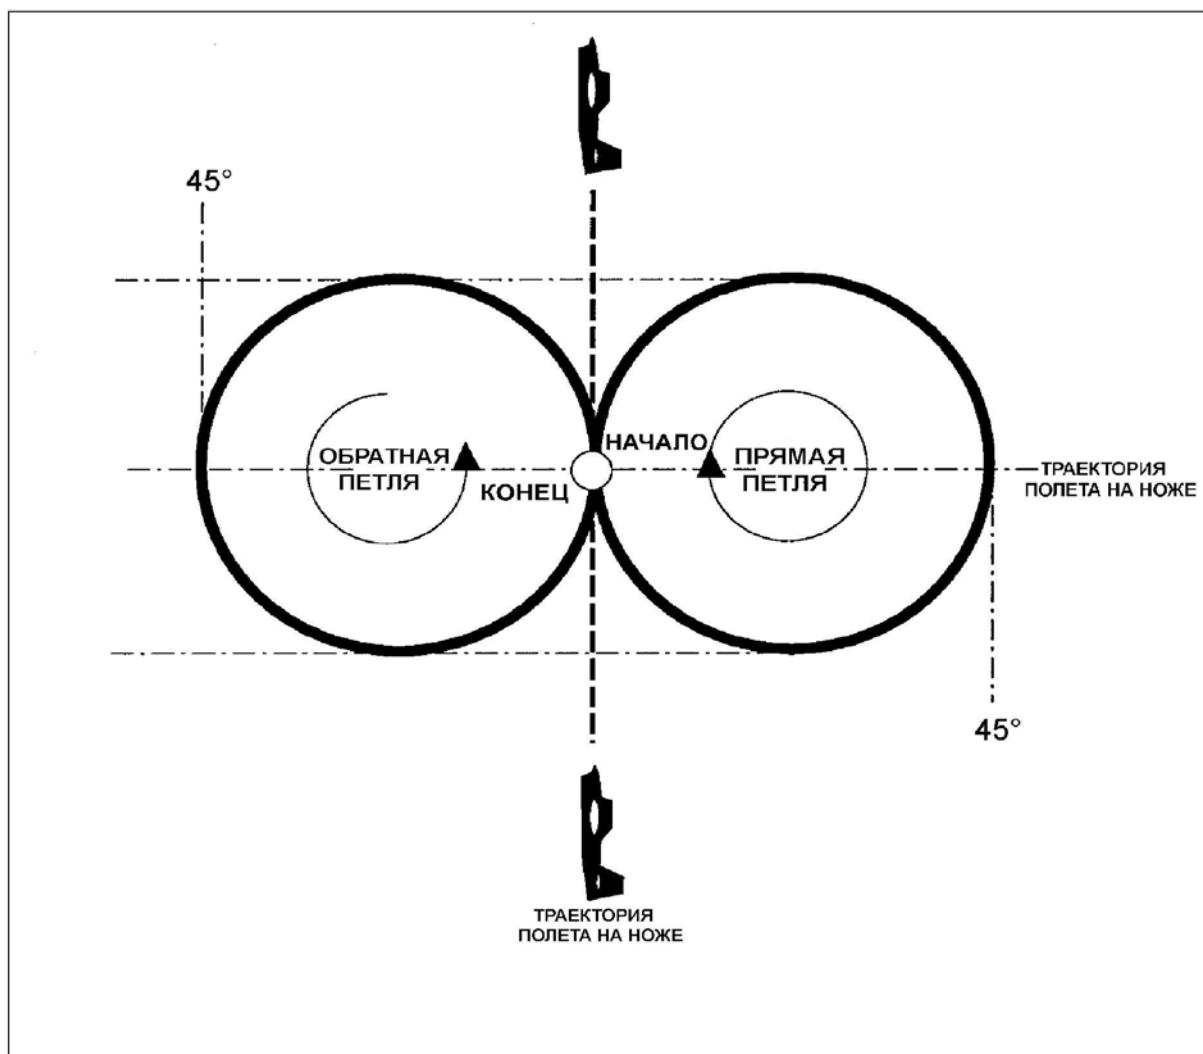 45°
ОБРАТНАЯ
ПЕТЛЯ
КОНЕЦ
НАЧАЛО
ПРЯМАЯ
ПЕТЛЯ
ТРАЕКТОРИЯ
ПОЛЕТА НА НОЖЕ
45°
ТРАЕКТОРИЯ
ПОЛЕТА НА НОЖЕ